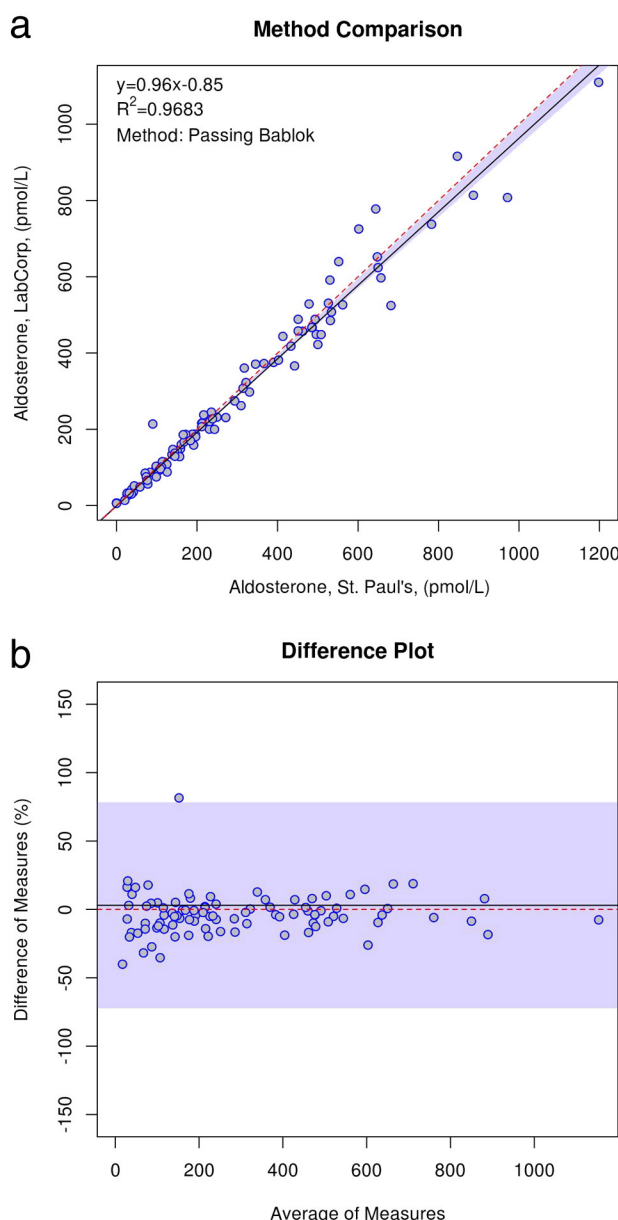 a
Method Comparison
y=0.96x-0.85
R²=0.9683
Method: Passing Bablok
Aldosterone, LabCorp, (pmol/L)
0
200
400
600
800
1000
0 200 400 600 800 1000 1200
Aldosterone, St. Paul's, (pmol/L)
b
Difference Plot
Difference of Measures (%)
150
100
50
0
-50
-100
-150
0 200 400 600 800 1000
Average of Measures